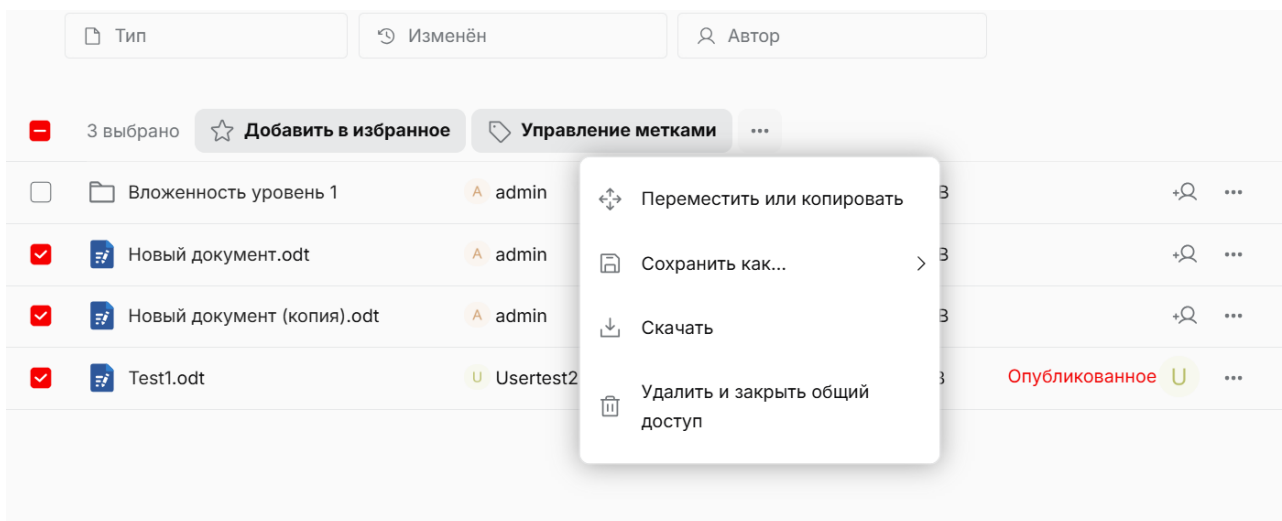 Тип Изменён Автор
3 выбрано Добавить в избранное Управление метками ...
Вложенность уровень 1 A admin
Переместить или копировать
Новый документ.odt A admin
Сохранить как...
Новый документ (копия).odt A admin
Скачать
Test1.odt U Usertest2 Опубликованное U
Удалить и закрыть общий
доступ